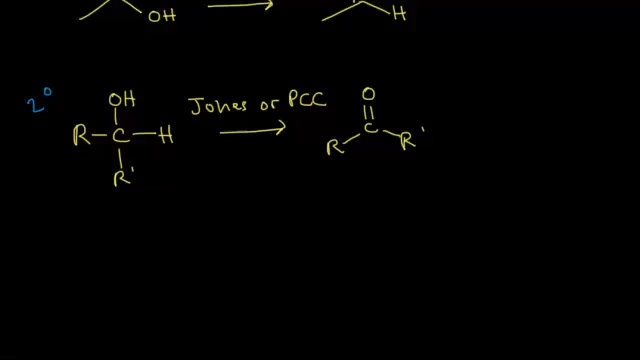 OH
H
2°
OH
R-C-H
R'
Jones or PCC
O
C
R
R'